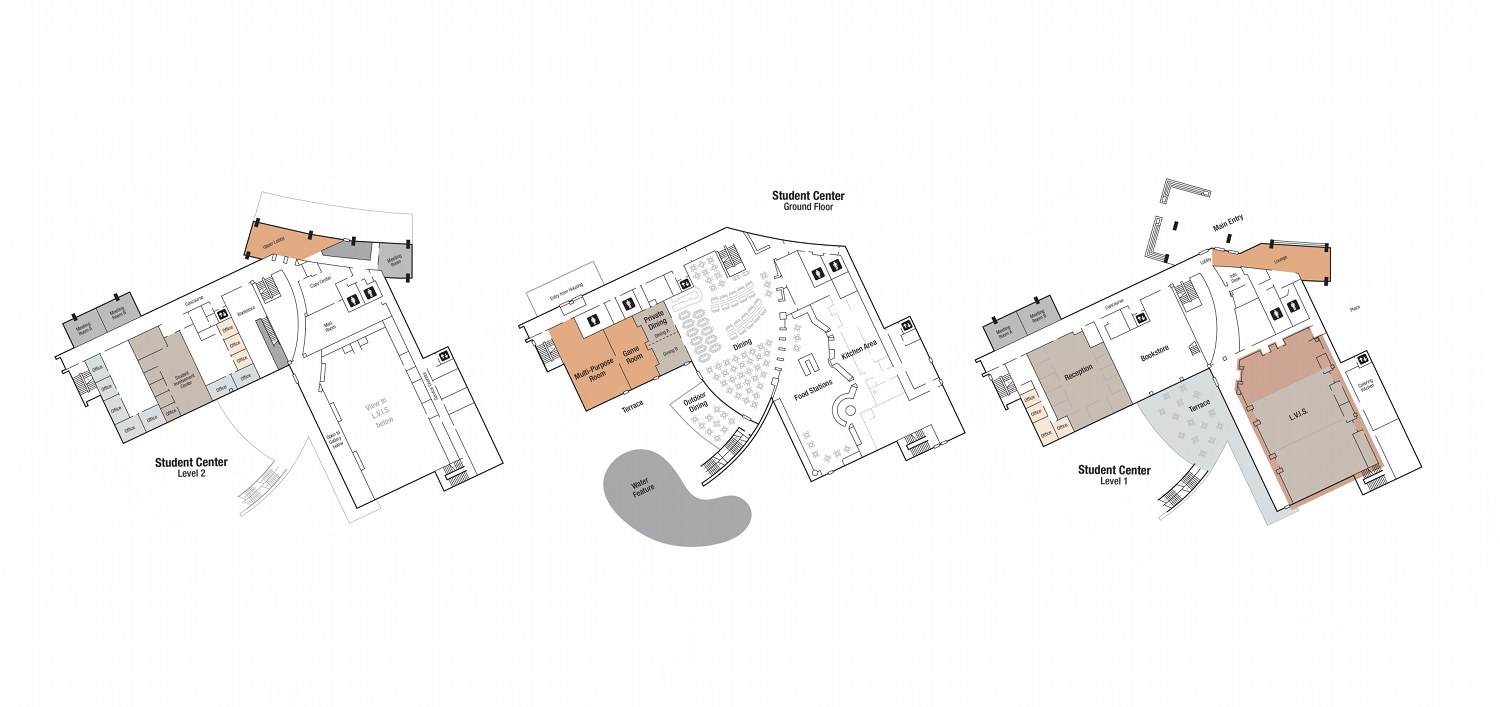 Upper Lobby
Meeting
Room
Copy Center
Mail
Room
Concourse
Bookstore
Meeting
Room A
Meeting
Room B
Office
Office
Office
Office
Office
Office
Office
Student
Involvement
Center
Office
Office
Office
Office
Office
Office
View to
L.V.I.S
below
Open to
Gallery
below
Student Center
Level 2
Student Center
Ground Floor
Entry from Housing
Private
Dining
Dining A
Dining B
Game
Room
Multi-Purpose
Room
Terrace
Dining
Outdoor
Dining
Food Stations
Kitchen Area
Water
Feature
Main Entry
Lobby
Lounge
Info
Desk
Plaza
Concourse
Meeting
Room A
Meeting
Room B
Bookstore
Reception
Office
Office
Office
Office
Terrace
L.V.I.S.
Catering
Kitchen
Student Center
Level 1